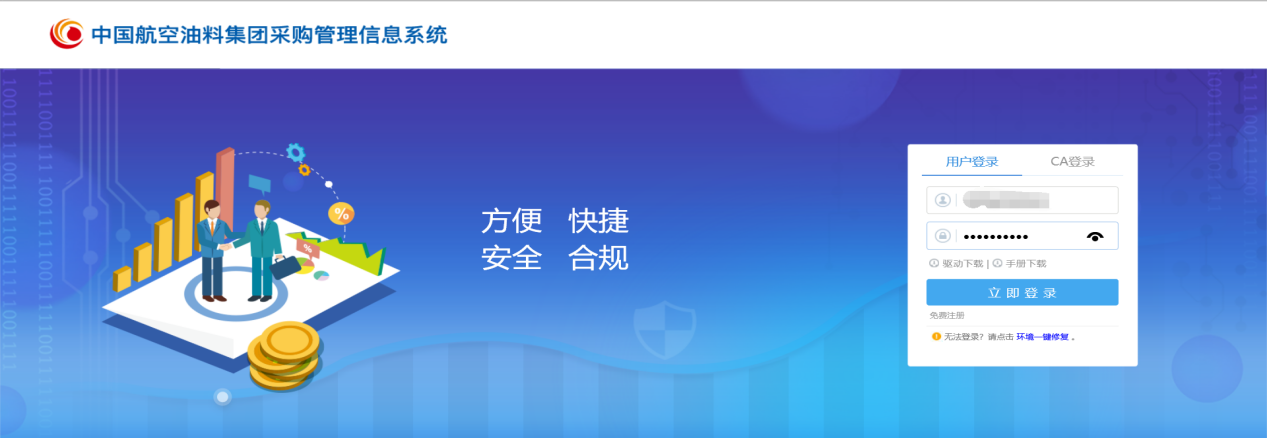 中国航空油料集团采购管理信息系统
方便 快捷
安全 合规
用户登录 CA登录
驱动下载 | 手册下载
立即登录
免费注册
无法登录？请点击 环境一键修复 。
%
%